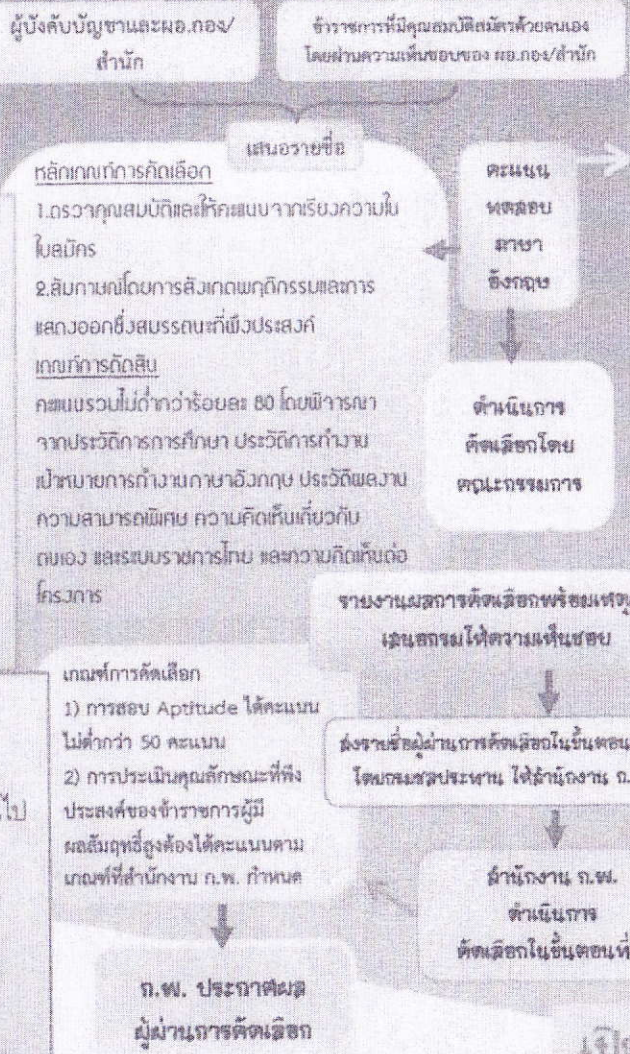 ผู้บังคับบัญชาและผอ.กอง/
สำนัก
ข้าราชการที่มีคุณสมบัติสมัครด้วยตนเอง
โดยผ่านความเห็นชอบของ ผอ.กอง/สำนัก
เสนอรายชื่อ
หลักเกณฑ์การคัดเลือก
1.ตรวจคุณสมบัติและให้คะแนนจากเรียงความใน
ใบสมัคร
2.สัมภาษณ์โดยการสังเกตพฤติกรรมและการ
แสดงออกซึ่งสมรรถนะที่พึงประสงค์
เกณฑ์การตัดสิน
คะแนนรวมไม่ต่ำกว่าร้อยละ 80 โดยพิจารณา
จากประวัติการการศึกษา ประวัติการทำงาน
เป้าหมายการทำงานภาษาอังกฤษ ประวัติผลงาน
ความสามารถพิเศษ ความคิดเห็นเกี่ยวกับ
ตนเอง และระบบราชการไทย และความคิดเห็นต่อ
โครงการ
คะแนน
ทดสอบ
ภาษา
อังกฤษ
ดำเนินการ
คัดเลือกโดย
คณะกรรมการ
รายงานผลการคัดเลือกพร้อมเหตุ
เสนอกรมให้ความเห็นชอบ
ส่งรายชื่อผู้ผ่านการคัดเลือกในขั้นตอน
โดยกรมชลประทาน ให้สำนักงาน ก.
สำนักงาน ก.พ.
ดำเนินการ
คัดเลือกในขั้นตอนที่
เกณฑ์การคัดเลือก
1) การสอบ Aptitude ได้คะแนน
ไม่ต่ำกว่า 50 คะแนน
2) การประเมินคุณลักษณะที่พึง
ประสงค์ของข้าราชการผู้มี
ผลสัมฤทธิ์สูงต้องได้คะแนนตาม
เกณฑ์ที่สำนักงาน ก.พ. กำหนด
ก.พ. ประกาศผล
ผู้ผ่านการคัดเลือก